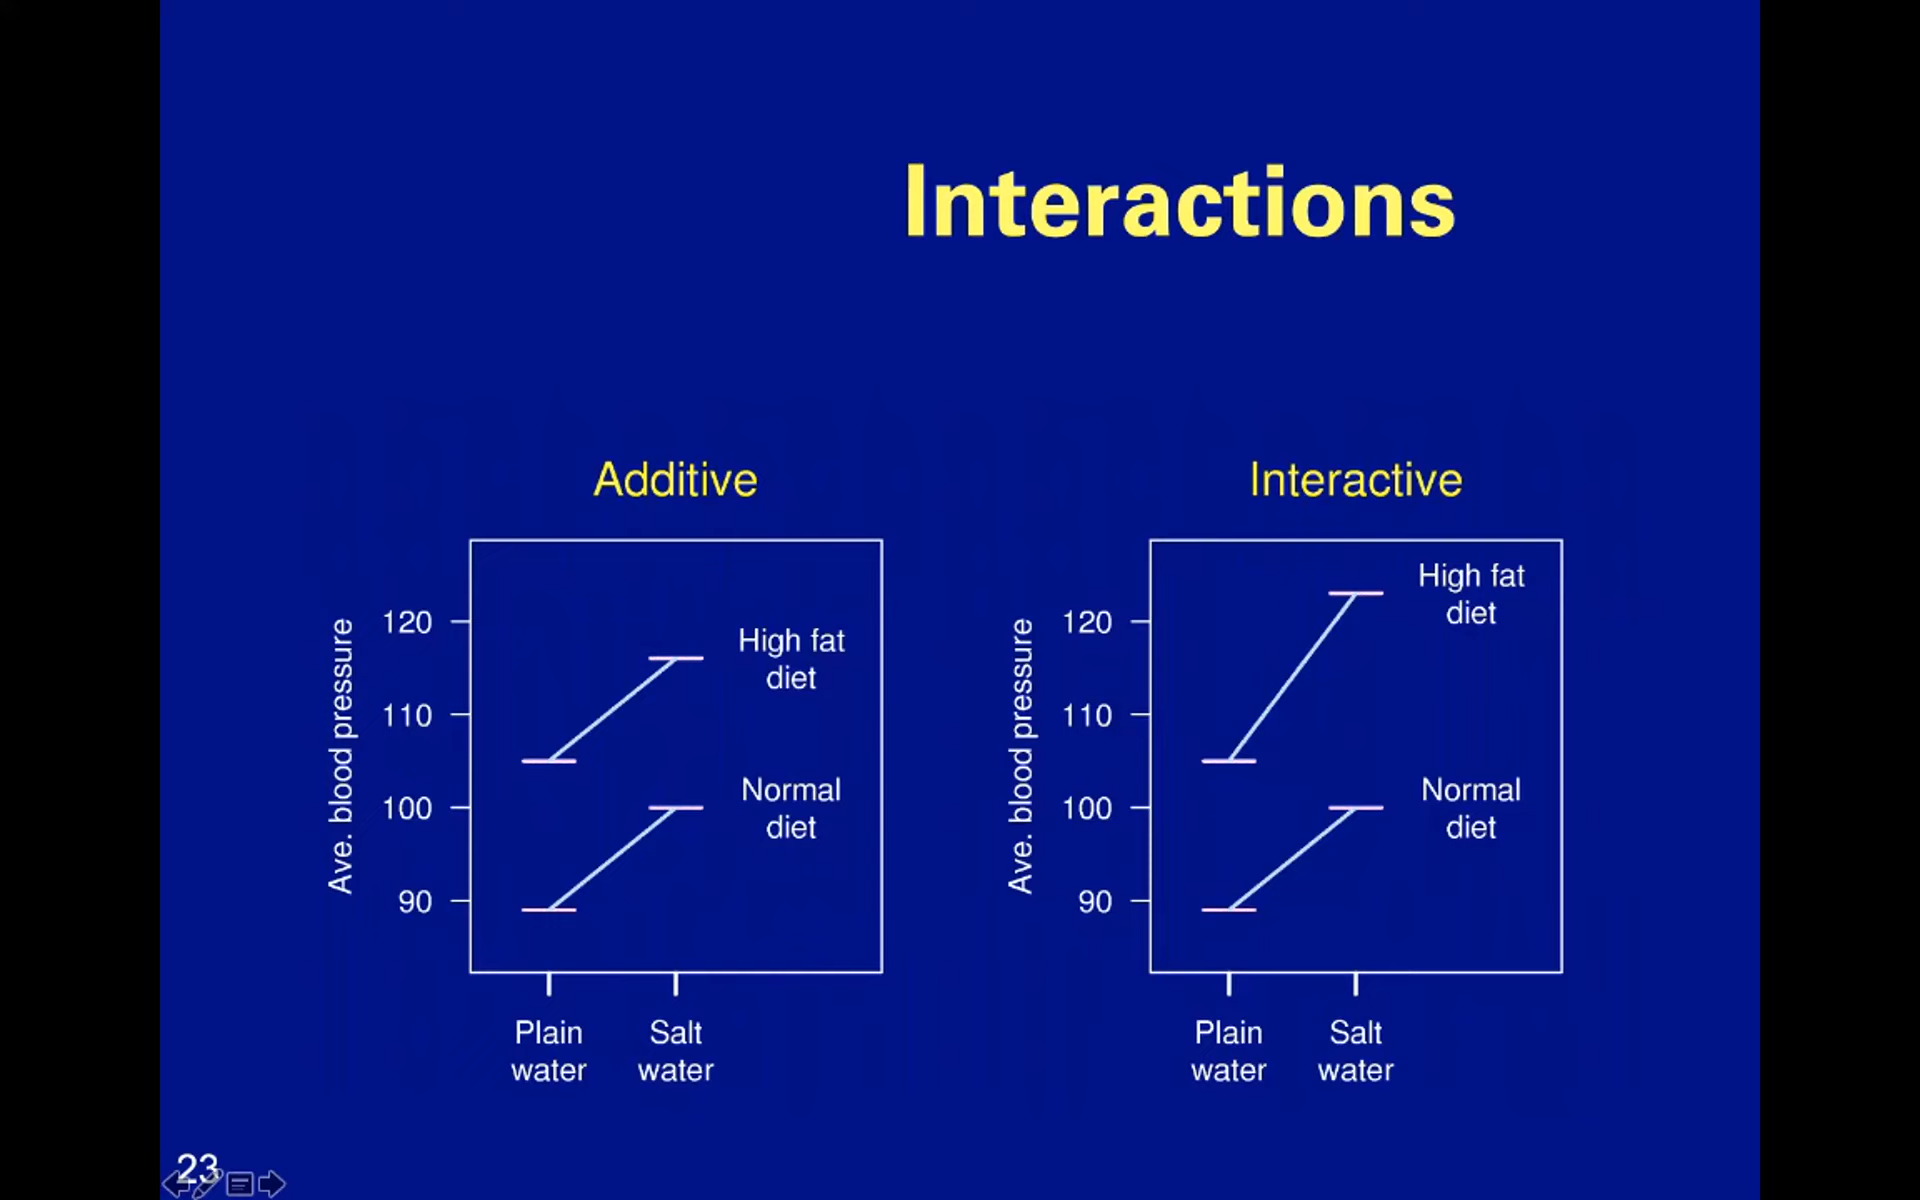 Interactions
Additive
Ave. blood pressure
120
110
100
90
High fat
diet
Normal
diet
Plain
water
Salt
water
Interactive
Ave. blood pressure
120
110
100
90
High fat
diet
Normal
diet
Plain
water
Salt
water
23